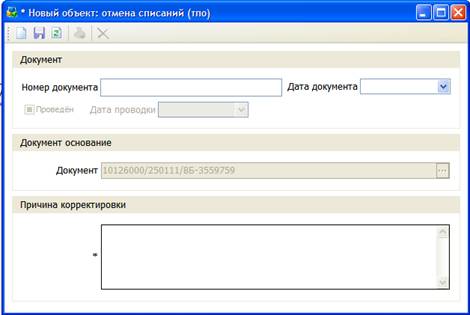 * Новый объект: отмена списаний (тпо)
Документ
Номер документа Дата документа
Проведён Дата проводки
Документ основание
Документ 10126000/250111/ВБ-3559759 ...
Причина корректировки
*